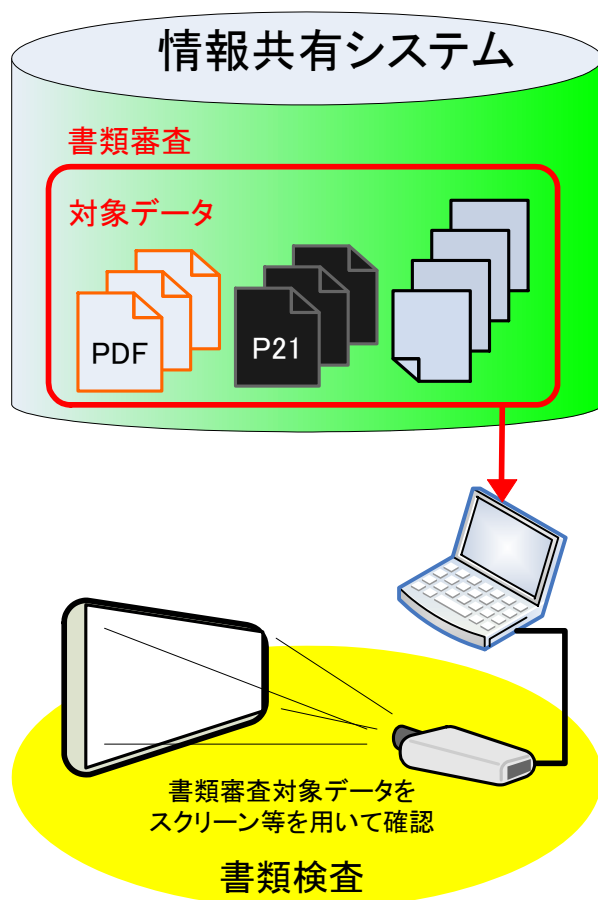 情報共有システム
書類審査
対象データ
PDF
P21
書類審査対象データを
スクリーン等を用いて確認
書類検査